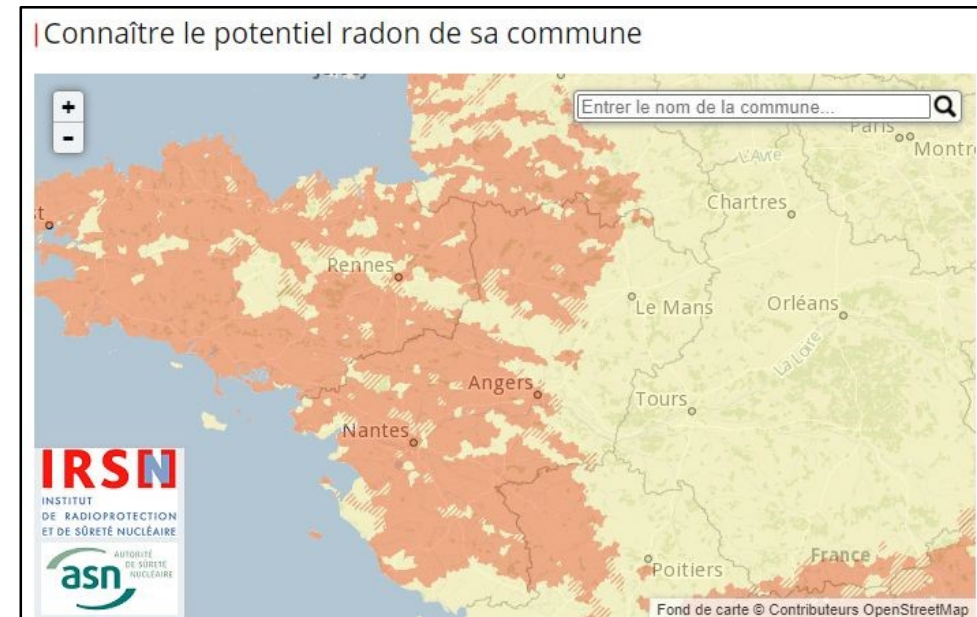 Connaître le potentiel radon de sa commune
+
-
Entrer le nom de la commune...
Paris
Montr
L'Avre
Chartres
st
Rennes
Le Mans
Orléans
La Loire
Angers
Tours
Nantes
IRSN
INSTITUT
DE RADIOPROTECTION
ET DE SÛRETÉ NUCLÉAIRE
AUTORITÉ
DE SÛRETÉ
NUCLÉAIRE
asn
Poitiers
France
Fond de carte © Contributeurs OpenStreetMap